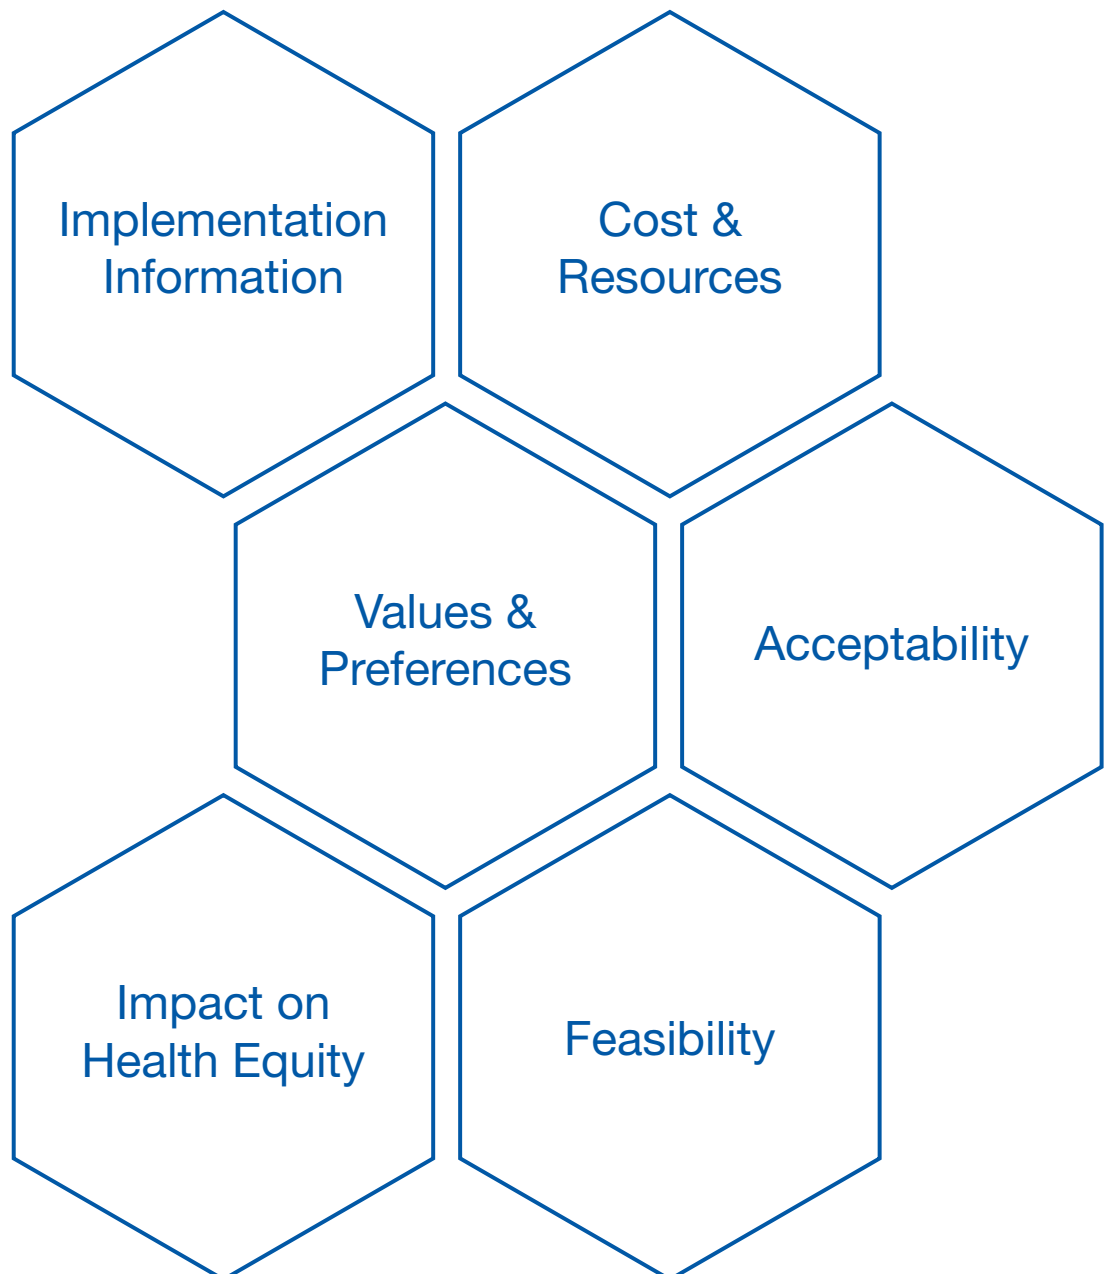 Implementation
Information
Cost &
Resources
Values &
Preferences
Acceptability
Impact on
Health Equity
Feasibility